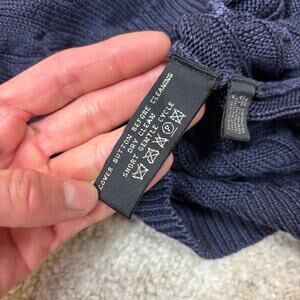 COVER BUTTON BEFORE CLEANING
DRY CLEAN
SHORT GENTLE CYCLE